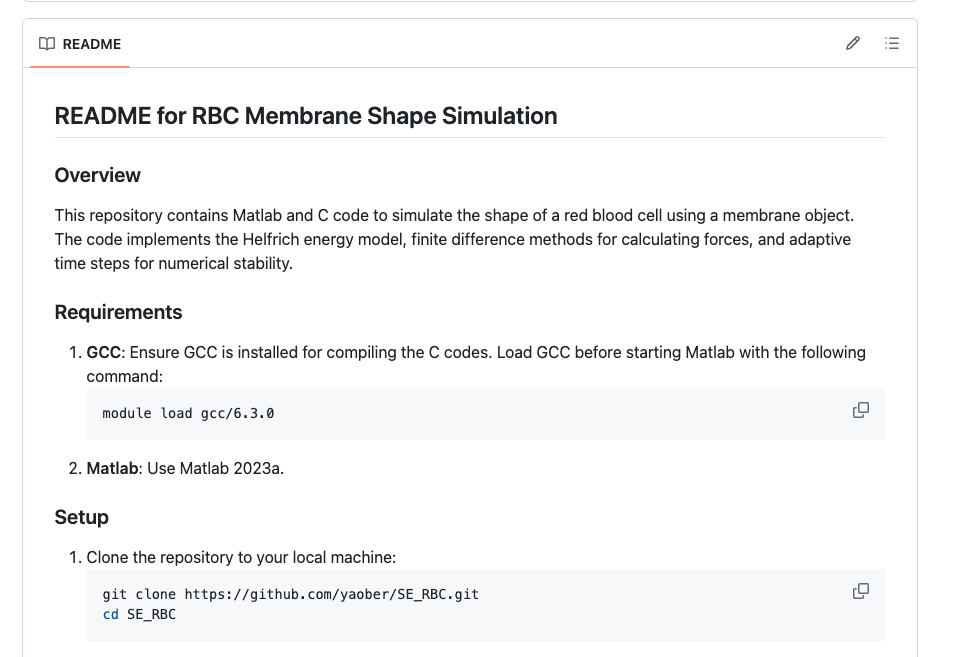 README
README for RBC Membrane Shape Simulation
Overview
This repository contains Matlab and C code to simulate the shape of a red blood cell using a membrane object.
The code implements the Helfrich energy model, finite difference methods for calculating forces, and adaptive
time steps for numerical stability.
Requirements
1. GCC: Ensure GCC is installed for compiling the C codes. Load GCC before starting Matlab with the following
command:
module load gcc/6.3.0
2. Matlab: Use Matlab 2023a.
Setup
1. Clone the repository to your local machine:
git clone https://github.com/yaober/SE_RBC.git
cd SE_RBC